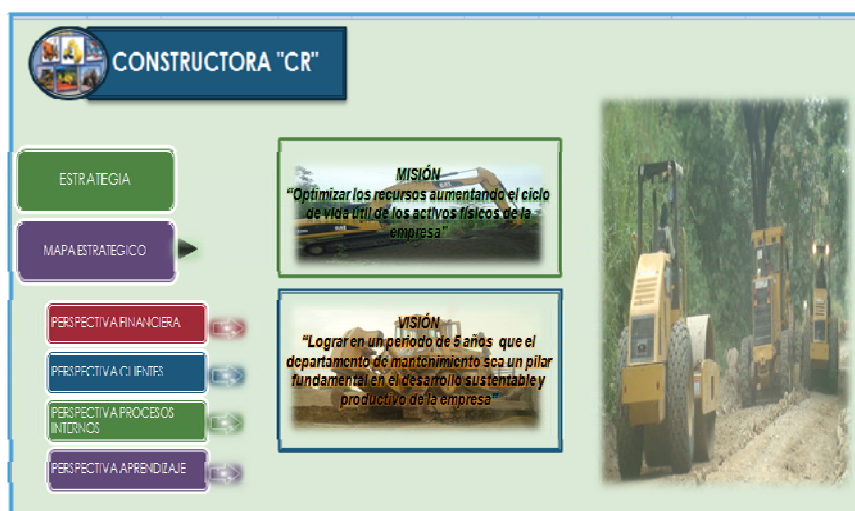 CONSTRUCTORA "CR"
ESTRATEGIA
MAPA ESTRATEGICO
PERSPECTIVA FINANCIERA
PERSPECTIVA CLIENTES
PERSPECTIVA PROCESOS
INTERNOS
PERSPECTIVA APRENDIZAJE
MISIÓN
"Optimizar los recursos aumentando el ciclo
de vida útil de los activos físicos de la
empresa"
VISIÓN
"Lograr en un periodo de 5 años que el
departamento de mantenimiento sea un pilar
fundamental en el desarrollo sustentable y
productivo de la empresa"